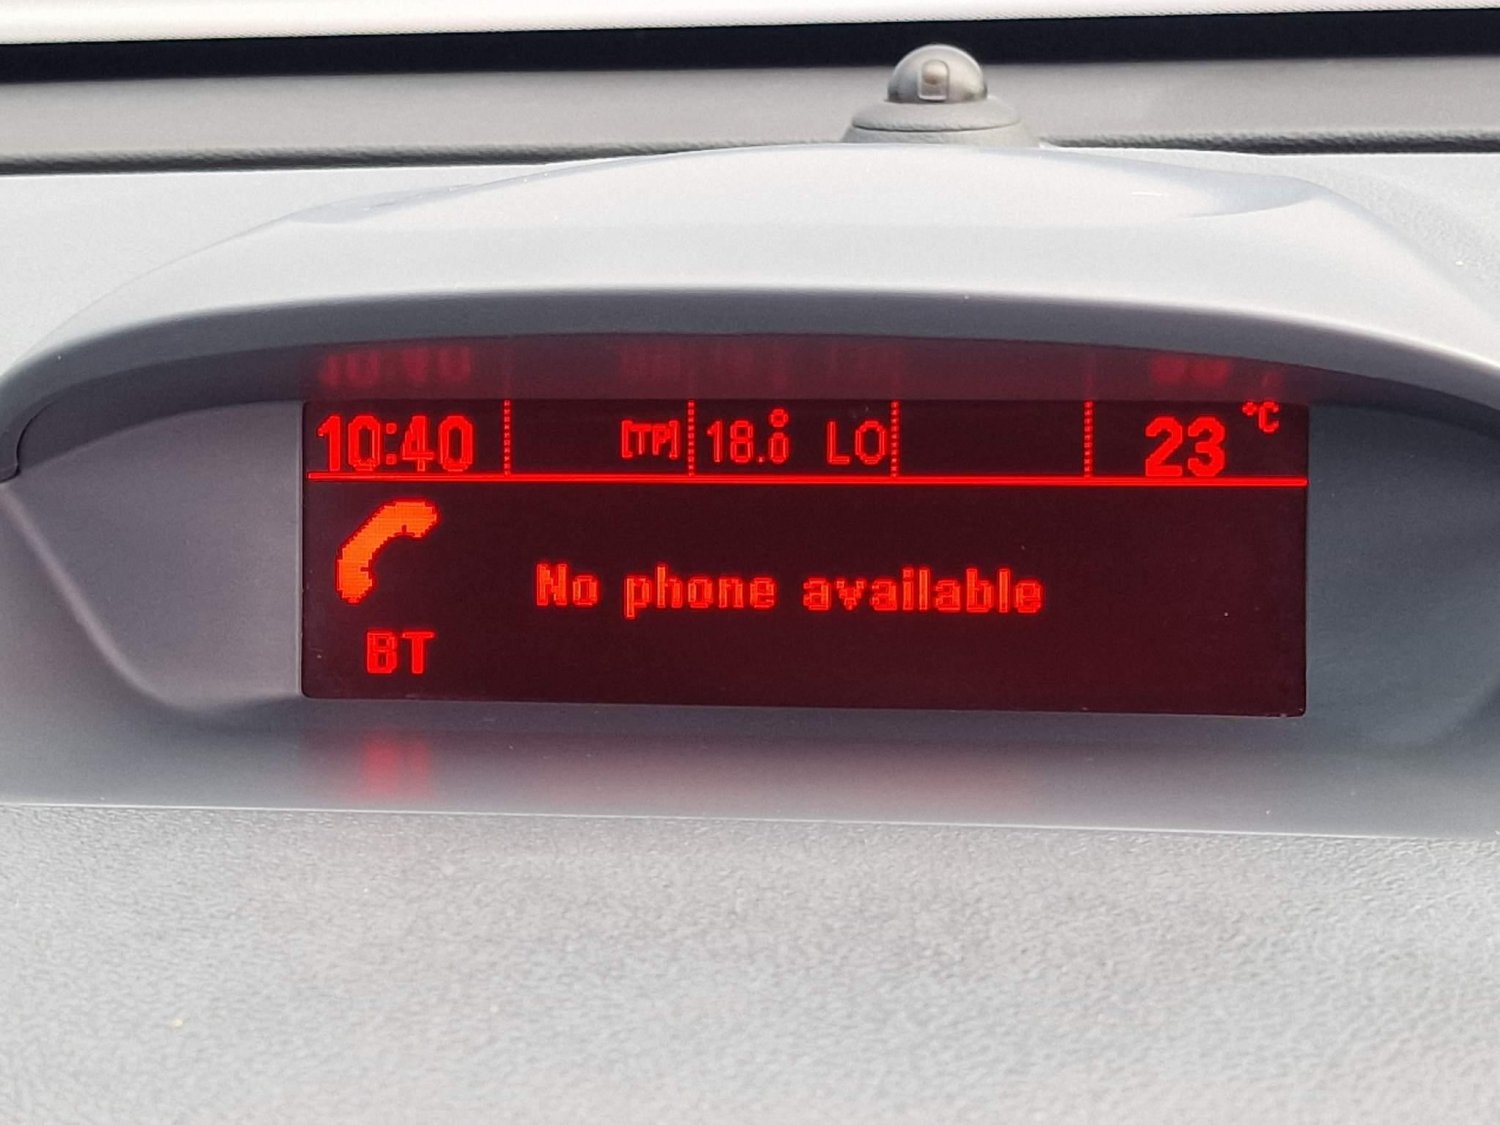 10:40 [TP] 18.0° LO 23 °C
No phone available
BT